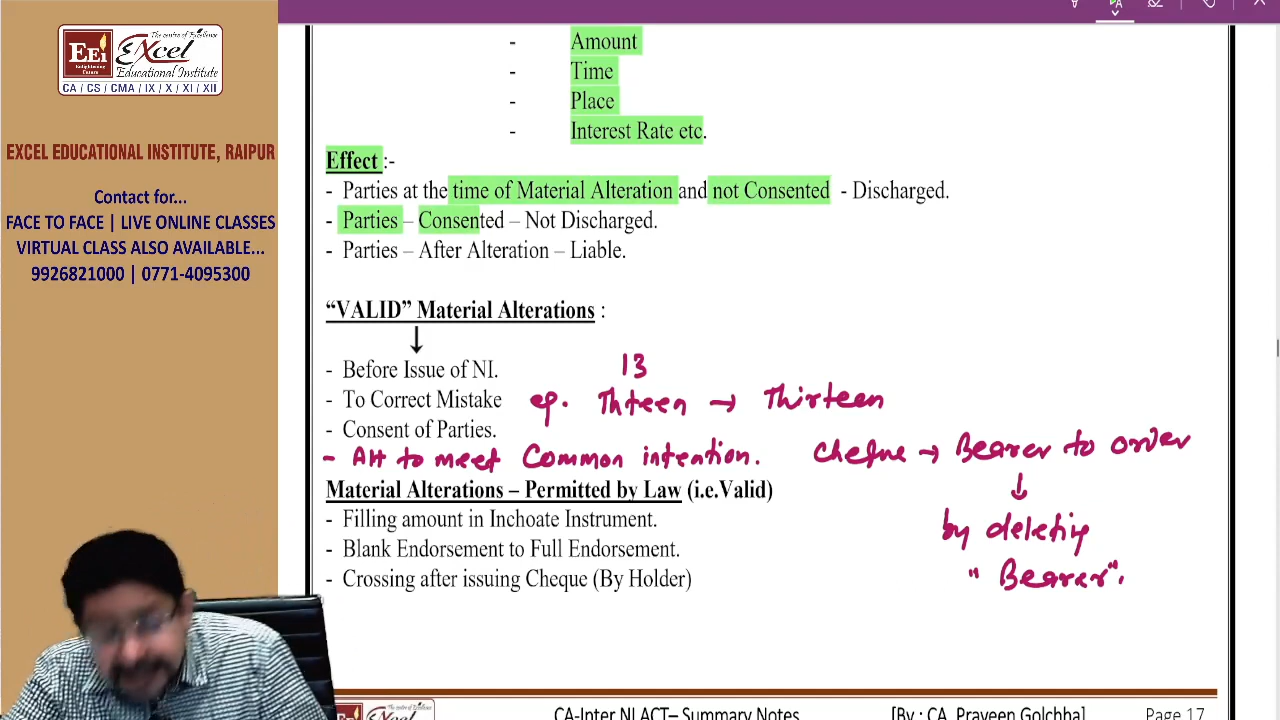 The centre of Excellence
EEi
Excel
Educational Institute
CA / CS / CMA / IX / X / XI / XII
EXCEL EDUCATIONAL INSTITUTE, RAIPUR
Contact for...
FACE TO FACE | LIVE ONLINE CLASSES
VIRTUAL CLASS ALSO AVAILABLE...
9926821000 | 0771-4095300
- Amount
- Time
- Place
- Interest Rate etc.
Effect :-
- Parties at the time of Material Alteration and not Consented - Discharged.
- Parties – Consented – Not Discharged.
- Parties – After Alteration – Liable.
“VALID” Material Alterations :
- Before Issue of NI.
13
- To Correct Mistake eg. Thteen → Thirteen
- Consent of Parties.
- Alt to meet Common intention. Cheque → Bearer to order
Material Alterations – Permitted by Law (i.e.Valid)
- Filling amount in Inchoate Instrument. by deleting
- Blank Endorsement to Full Endorsement.
- Crossing after issuing Cheque (By Holder) "Bearer".
CA-Inter NI ACT– Summary Notes [By : CA. Praveen Golchha] Page 17